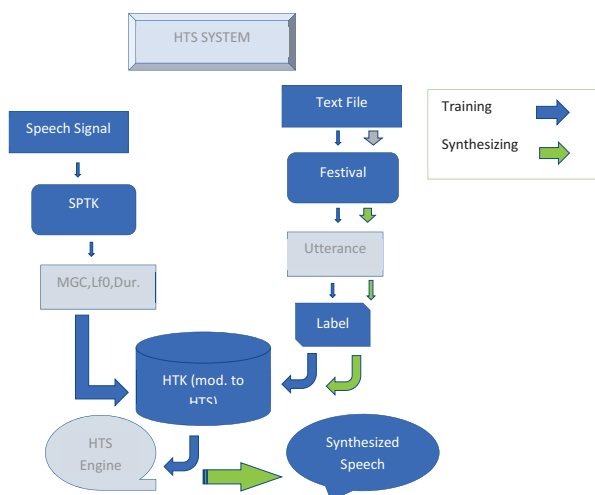 HTS SYSTEM
Text File
Speech Signal
Training
Synthesizing
Festival
SPTK
Utterance
MGC,Lf0,Dur.
Label
HTK (mod. to
HTS)
HTS
Engine
Synthesized
Speech